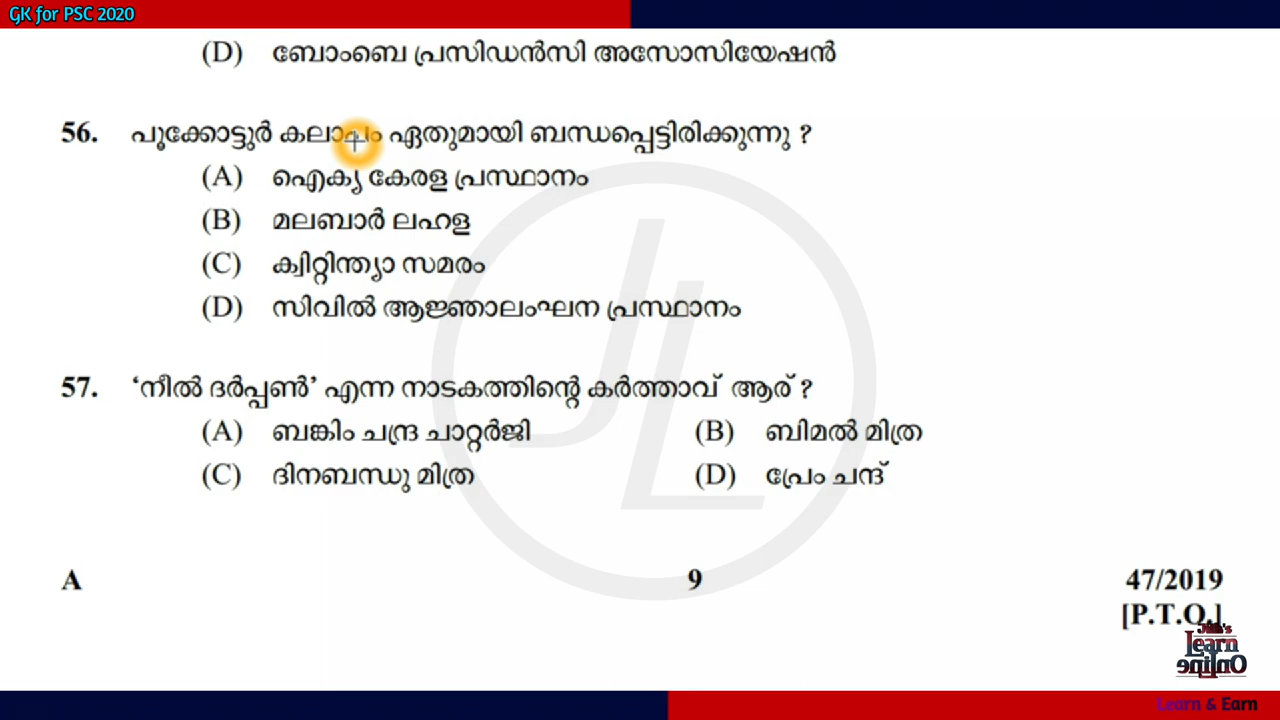 GK for PSC 2020
(D) ബോംബെ പ്രസിഡൻസി അസോസിയേഷൻ
56. പൂക്കോട്ടുർ കലാപം ഏതുമായി ബന്ധപ്പെട്ടിരിക്കുന്നു ?
(A) ഐക്യ കേരള പ്രസ്ഥാനം
(B) മലബാർ ലഹള
(C) ക്വിറ്റിന്ത്യാ സമരം
(D) സിവിൽ ആജ്ഞാലംഘന പ്രസ്ഥാനം
57. ‘നീൽ ദർപ്പൺ’ എന്ന നാടകത്തിന്റെ കർത്താവ് ആര് ?
(A) ബങ്കിം ചന്ദ്ര ചാറ്റർജി (B) ബിമൽ മിത്ര
(C) ദിനബന്ധു മിത്ര (D) പ്രേം ചന്ദ്
JL
A 9 47/2019
[P.T.O.]
Learn
Online
Learn & Earn